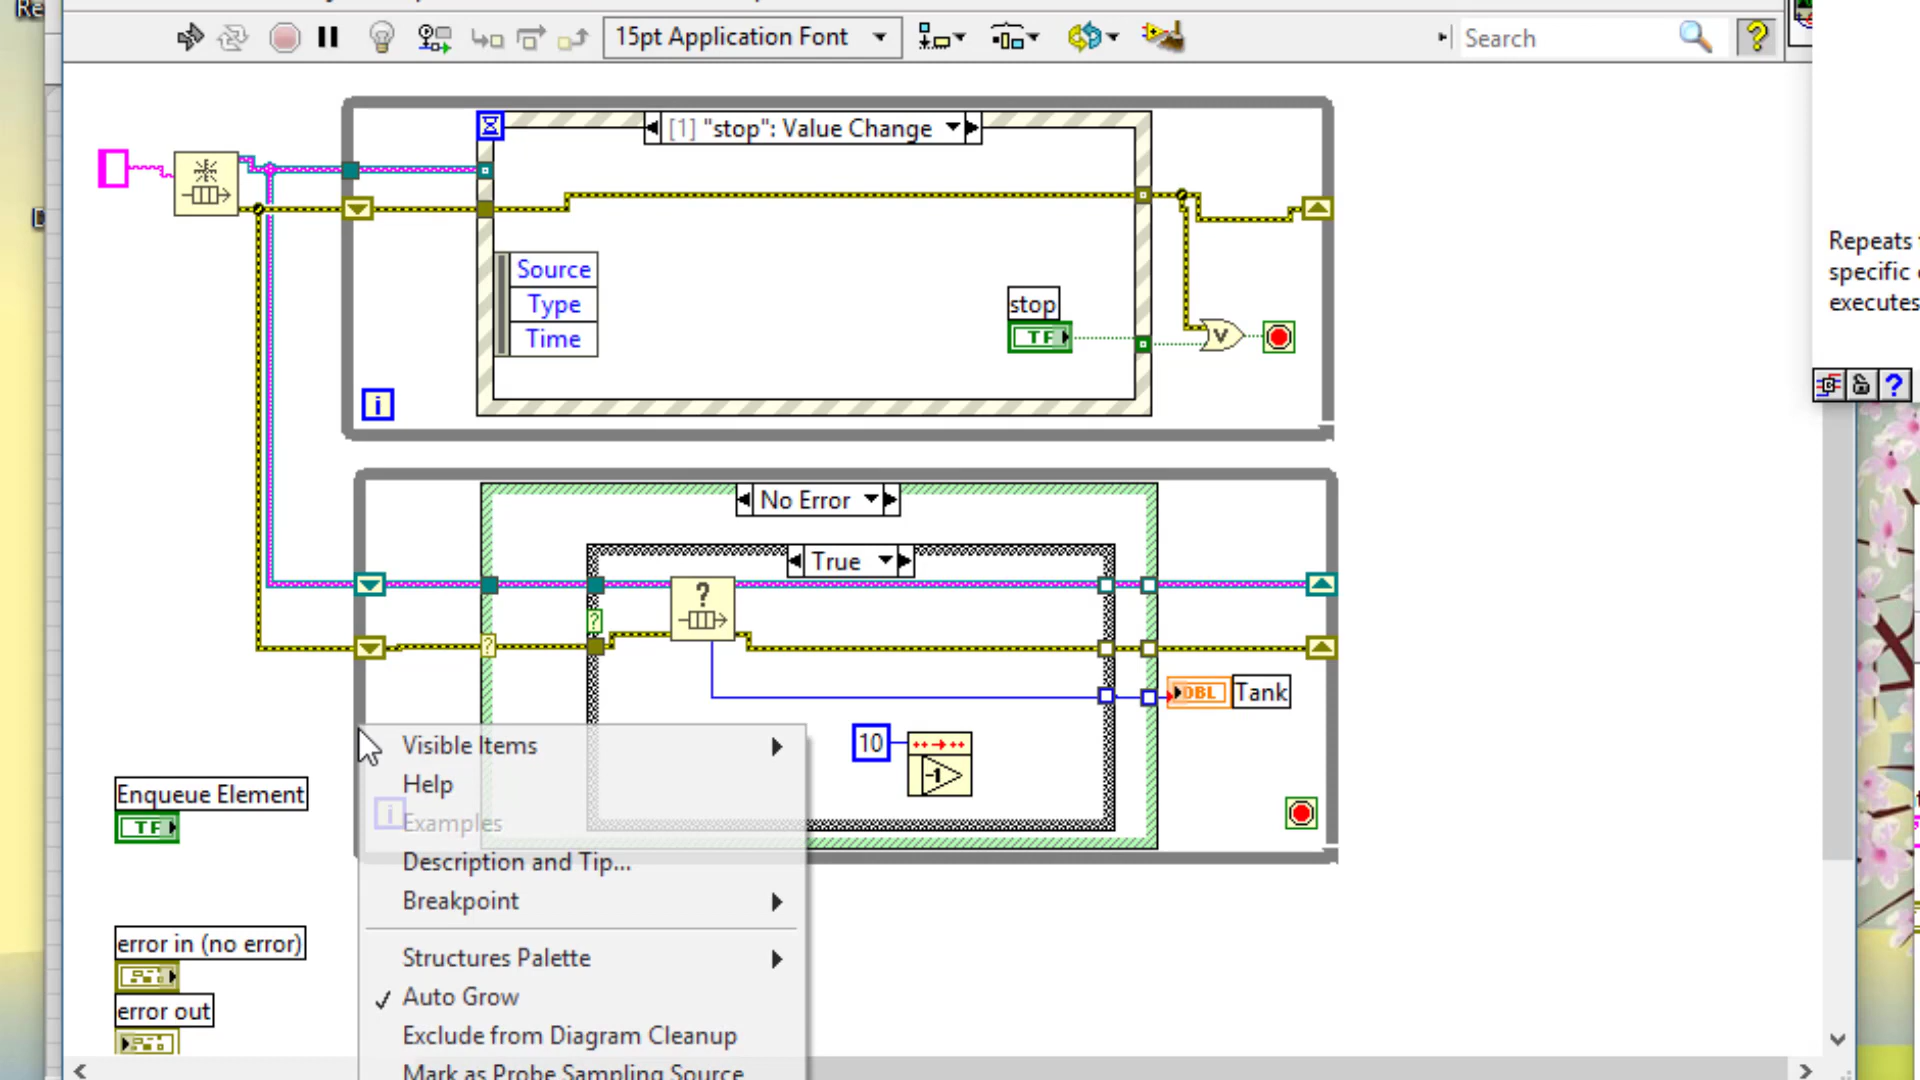 Re
15pt Application Font
Search
?
[1] "stop": Value Change
Source
Type
Time
stop
TF
V
i
Repeats
specific
executes
?
No Error
True
?
?
?
DBL Tank
10
-1
Enqueue Element
TF
error in (no error)
error out
i
Visible Items
Help
Examples
Description and Tip...
Breakpoint
Structures Palette
✓ Auto Grow
Exclude from Diagram Cleanup
Mark as Probe Sampling Source